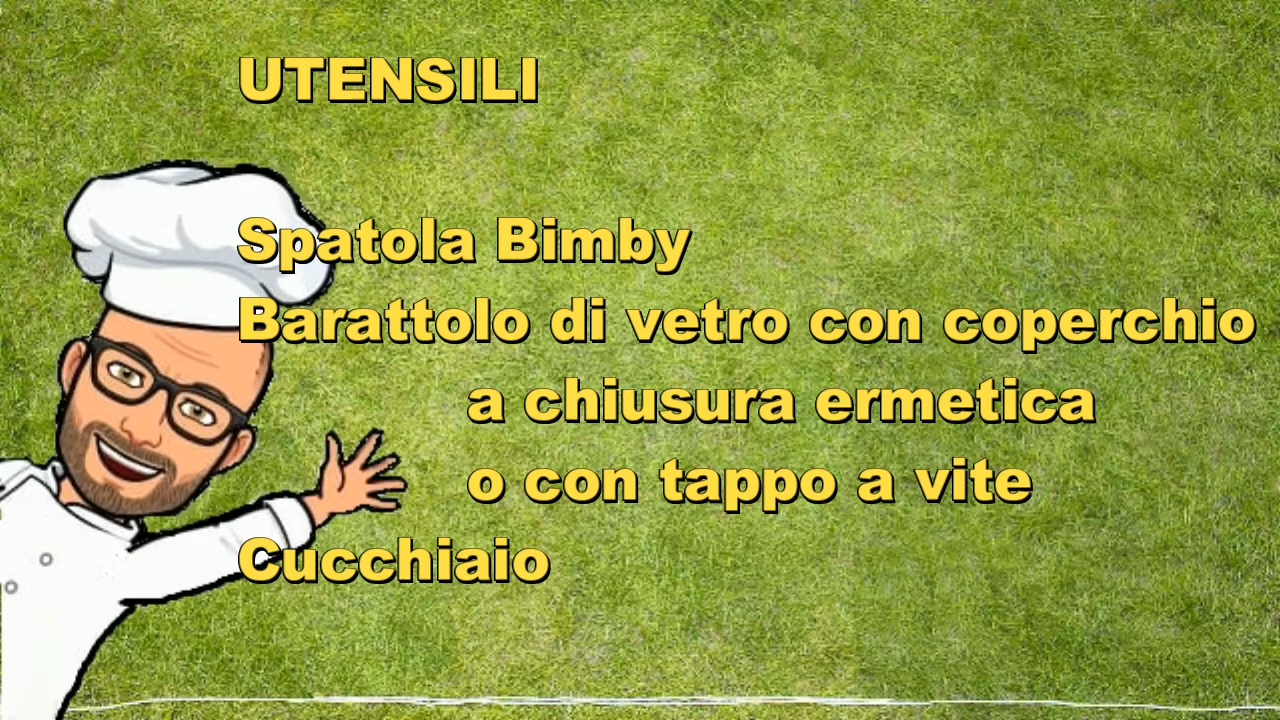 UTENSILI
Spatola Bimby
Barattolo di vetro con coperchio
a chiusura ermetica
o con tappo a vite
Cucchiaio